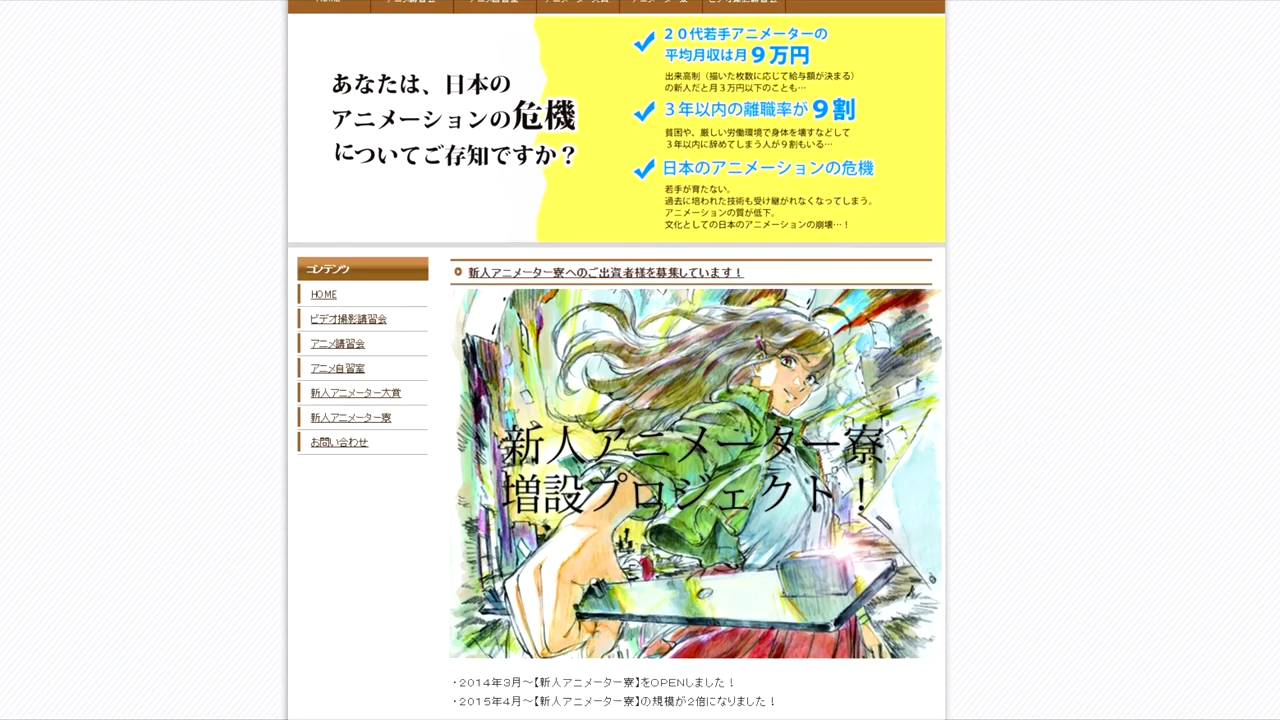 あなたは、日本の
アニメーションの危機
についてご存知ですか？
２０代若手アニメーターの
平均月収は月９万円
出来高制（描いた枚数に応じて給与額が決まる）
の新人だと月３万円以下のことも…
３年以内の離職率が９割
貧困や、厳しい労働環境で身体を壊すなどして
３年以内に辞めてしまう人が９割もいる…
日本のアニメーションの危機
若手が育たない。
過去に培われた技術も受け継がれなくなってしまう。
アニメーションの質が低下。
文化としての日本のアニメーションの崩壊…！
コンテンツ
HOME
ビデオ撮影講習会
アニメ講習会
アニメ自習室
新人アニメーター大賞
新人アニメーター寮
お問い合わせ
新人アニメーター寮へのご出資者様を募集しています！
新人アニメーター寮
増設プロジェクト！
・２０１４年３月～【新人アニメーター寮】をOPENしました！
・２０１５年４月～【新人アニメーター寮】の規模が２倍になりました！